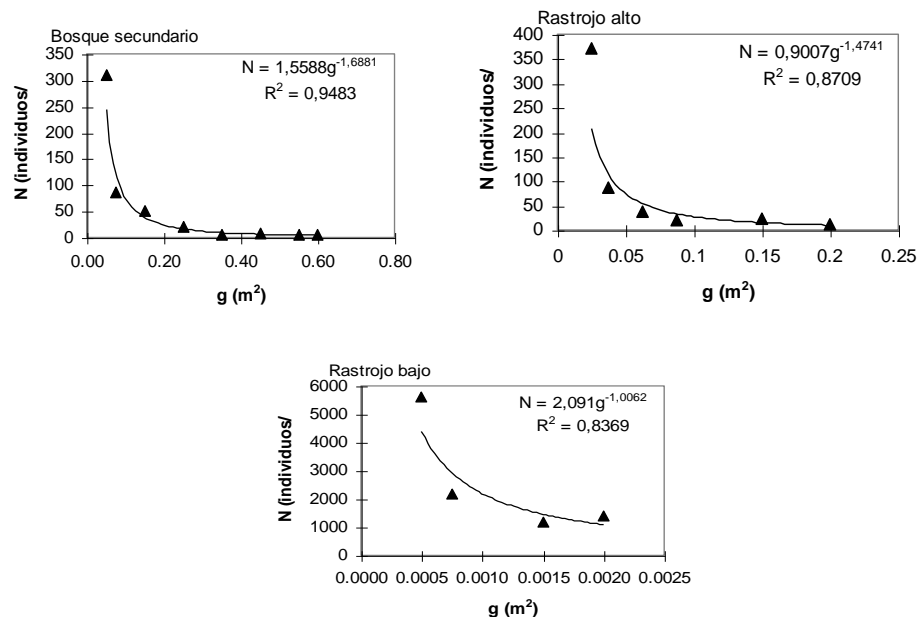 Bosque secundario
N = 1,5588g^-1,6881
R² = 0,9483
350
300
250
200
150
100
50
0
0.00 0.20 0.40 0.60 0.80
N (individuos/
g (m²)
Rastrojo alto
N = 0,9007g^-1,4741
R² = 0,8709
400
350
300
250
200
150
100
50
0
0 0.05 0.1 0.15 0.2 0.25
N (individuos/
g (m²)
Rastrojo bajo
N = 2,091g^-1,0062
R² = 0,8369
6000
5000
4000
3000
2000
1000
0
0.0000 0.0005 0.0010 0.0015 0.0020 0.0025
N (individuos/
g (m²)